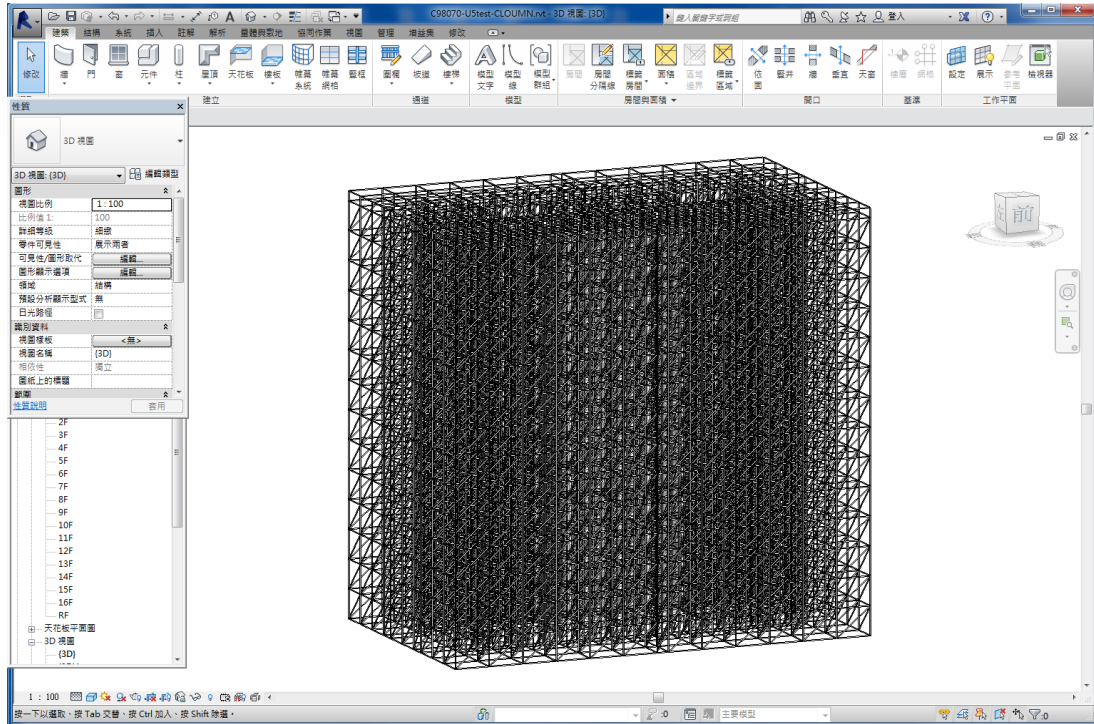 C98070-U5test-CLOUMN.rvt - 3D 視圖: {3D}
鍵入關鍵字或詞組
登入
建築 結構 系統 插入 註解 解析 量體與敷地 協同作業 視圖 管理 增益集 修改
修改 牆 門 窗 元件 柱 屋頂 天花板 樓板 帷幕系統 帷幕網格 豎框 圍欄 坡道 樓梯 模型文字 模型線 模型群組 房間 房間分隔線 標籤房間 面積 區域邊界 標籤區域 依面 豎井 牆 垂直 天窗 樓層 網格 設定 展示 參考平面 檢視器
建立 通道 模型 房間與面積 開口 基準 工作平面
性質
3D 視圖
3D 視圖: {3D} 編輯類型
圖形
視圖比例 1 : 100
比例值 1: 100
詳細等級 細緻
零件可見性 展示兩者
可見性/圖形取代 編輯...
圖形顯示選項 編輯...
領域 結構
預設分析顯示型式 無
日光路徑
識別資料
視圖樣板 <無>
視圖名稱 {3D}
相依性 獨立
圖紙上的標題
範圍
性質說明 套用
2F
3F
4F
5F
6F
7F
8F
9F
10F
11F
12F
13F
14F
15F
16F
RF
天花板平面圖
3D 視圖
{3D}
前
1 : 100
按一下以選取、按 Tab 交替、按 Ctrl 加入、按 Shift 除選。
:0
主要模型
:0